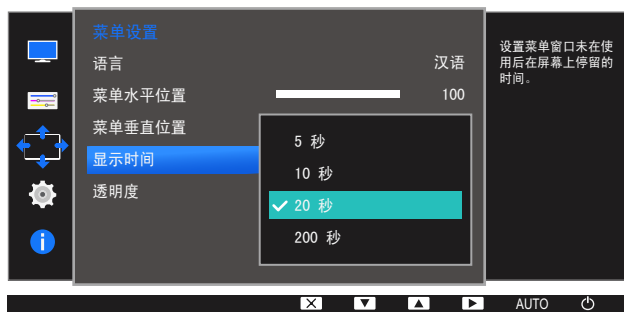 菜单设置
语言 汉语
菜单水平位置 100
菜单垂直位置
显示时间
透明度
5 秒
10 秒
20 秒
200 秒
设置菜单窗口未在使
用后在屏幕上停留的
时间。
AUTO